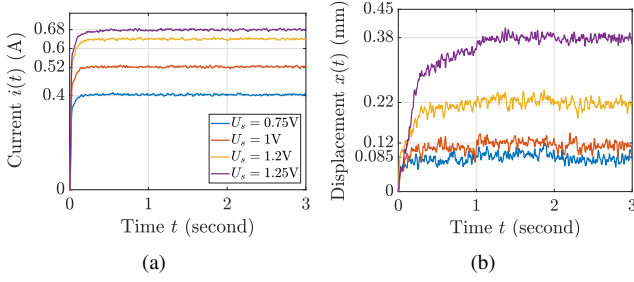 Current i(t) (A)
0.68
0.6
0.52
0.4
0
U_s = 0.75V
U_s = 1V
U_s = 1.2V
U_s = 1.25V
0 1 2 3
Time t (second)
(a)
Displacement x(t) (mm)
0.45
0.38
0.22
0.12
0.085
0
0 1 2 3
Time t (second)
(b)